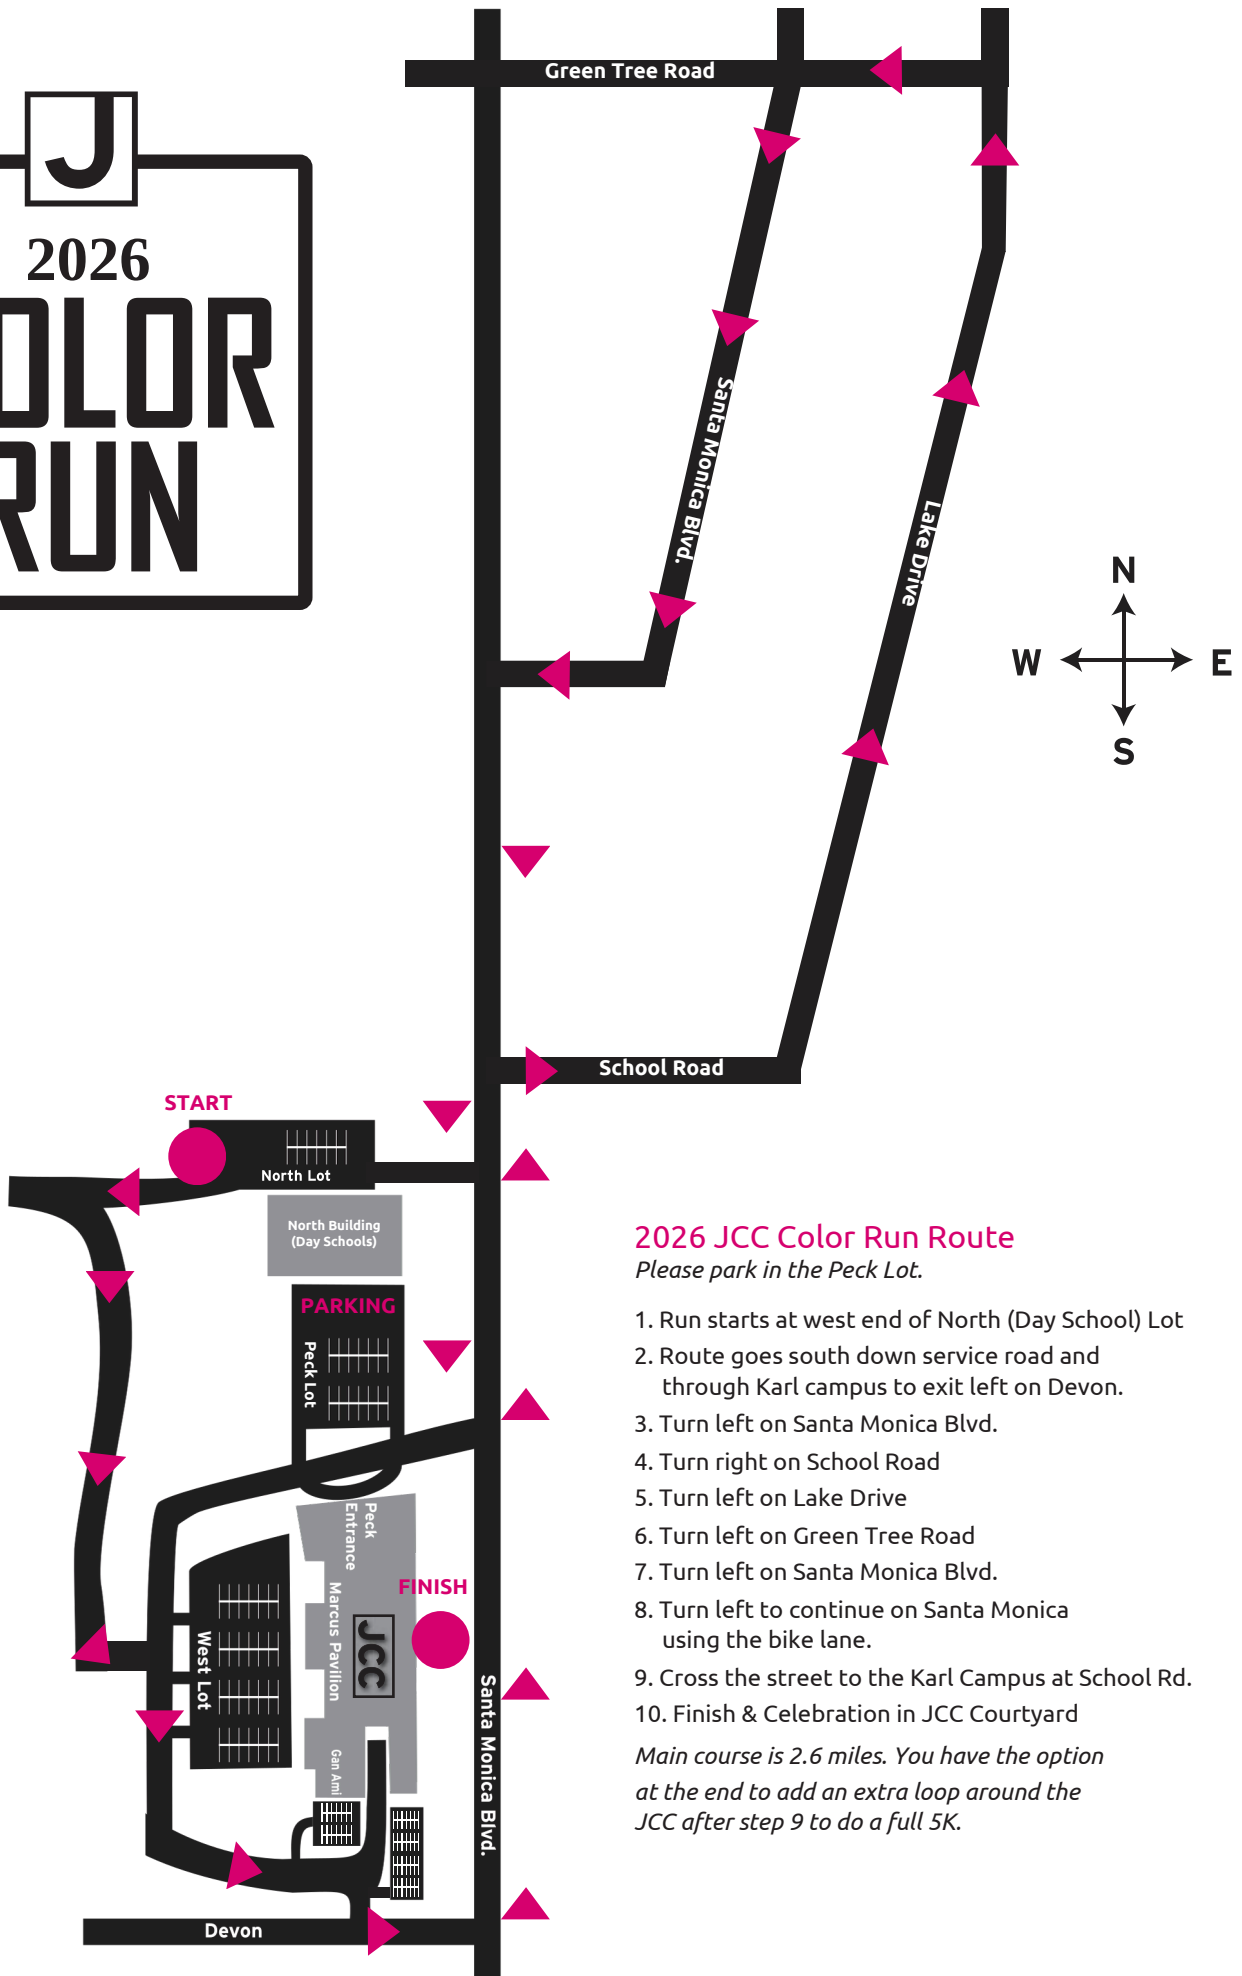 Green Tree Road
J
2026
OLOR
RUN
Santa Monica Blvd.
Lake Drive
N
W
E
S
School Road
START
North Lot
North Building
(Day Schools)
PARKING
Peck Lot
Peck
Entrance
FINISH
Marcus Pavilion
JCC
West Lot
Gan Ami
Santa Monica Blvd.
Devon
2026 JCC Color Run Route
Please park in the Peck Lot.
1. Run starts at west end of North (Day School) Lot
2. Route goes south down service road and
through Karl campus to exit left on Devon.
3. Turn left on Santa Monica Blvd.
4. Turn right on School Road
5. Turn left on Lake Drive
6. Turn left on Green Tree Road
7. Turn left on Santa Monica Blvd.
8. Turn left to continue on Santa Monica
using the bike lane.
9. Cross the street to the Karl Campus at School Rd.
10. Finish & Celebration in JCC Courtyard
Main course is 2.6 miles. You have the option
at the end to add an extra loop around the
JCC after step 9 to do a full 5K.